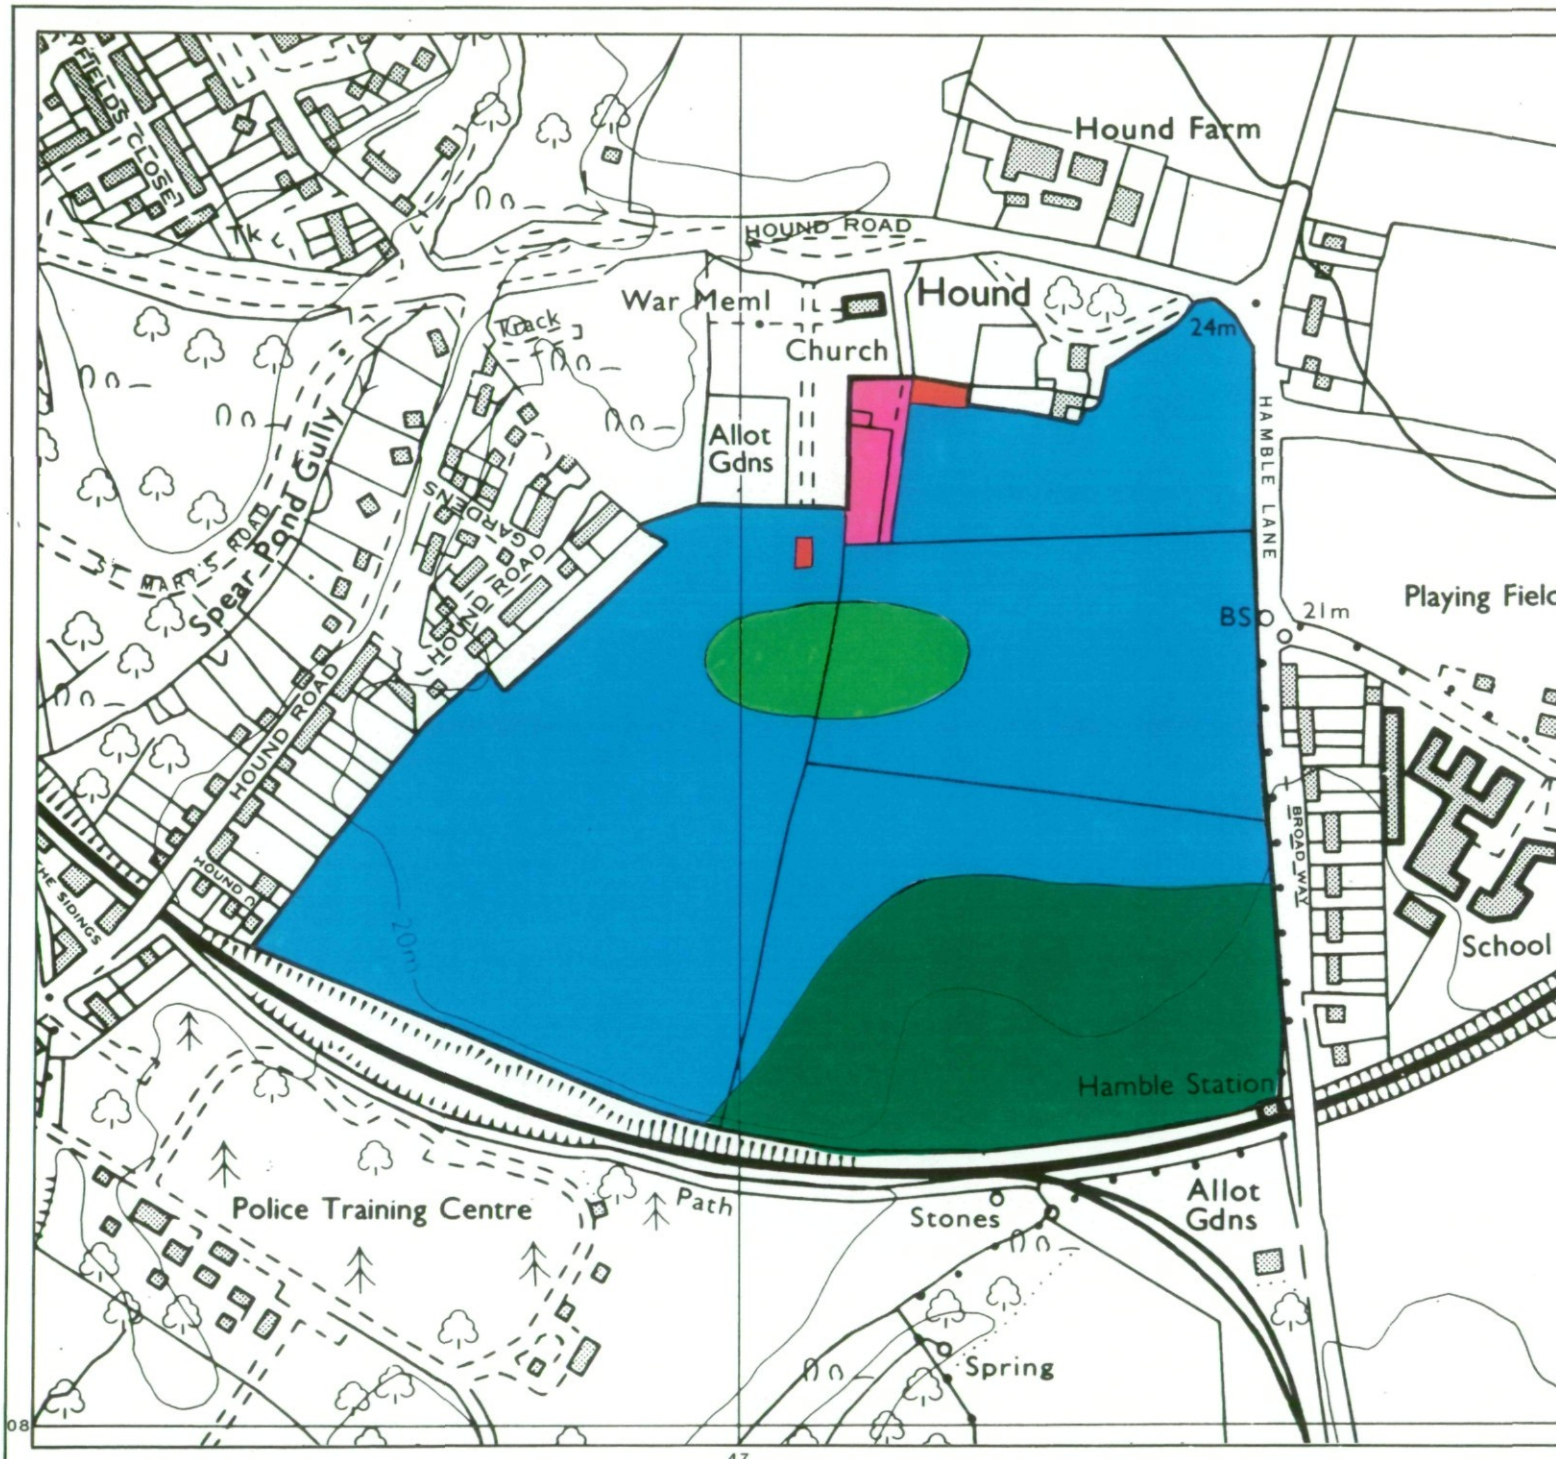 FIELDS CLOSE
Hound Farm
HOUND ROAD
Tk
War Meml
Hound
24m
Track
Church
Allot
Gdns
HAMBLE LANE
Spear Pond Gully
ST MARY'S ROAD
GARDENS
HOUND ROAD
BS
21m
Playing Field
HOUND ROAD
BROADWAY
HOUND C
THE SIDINGS
20m
School
Hamble Station
Police Training Centre
Path
Stones
Allot
Gdns
Spring
08
47